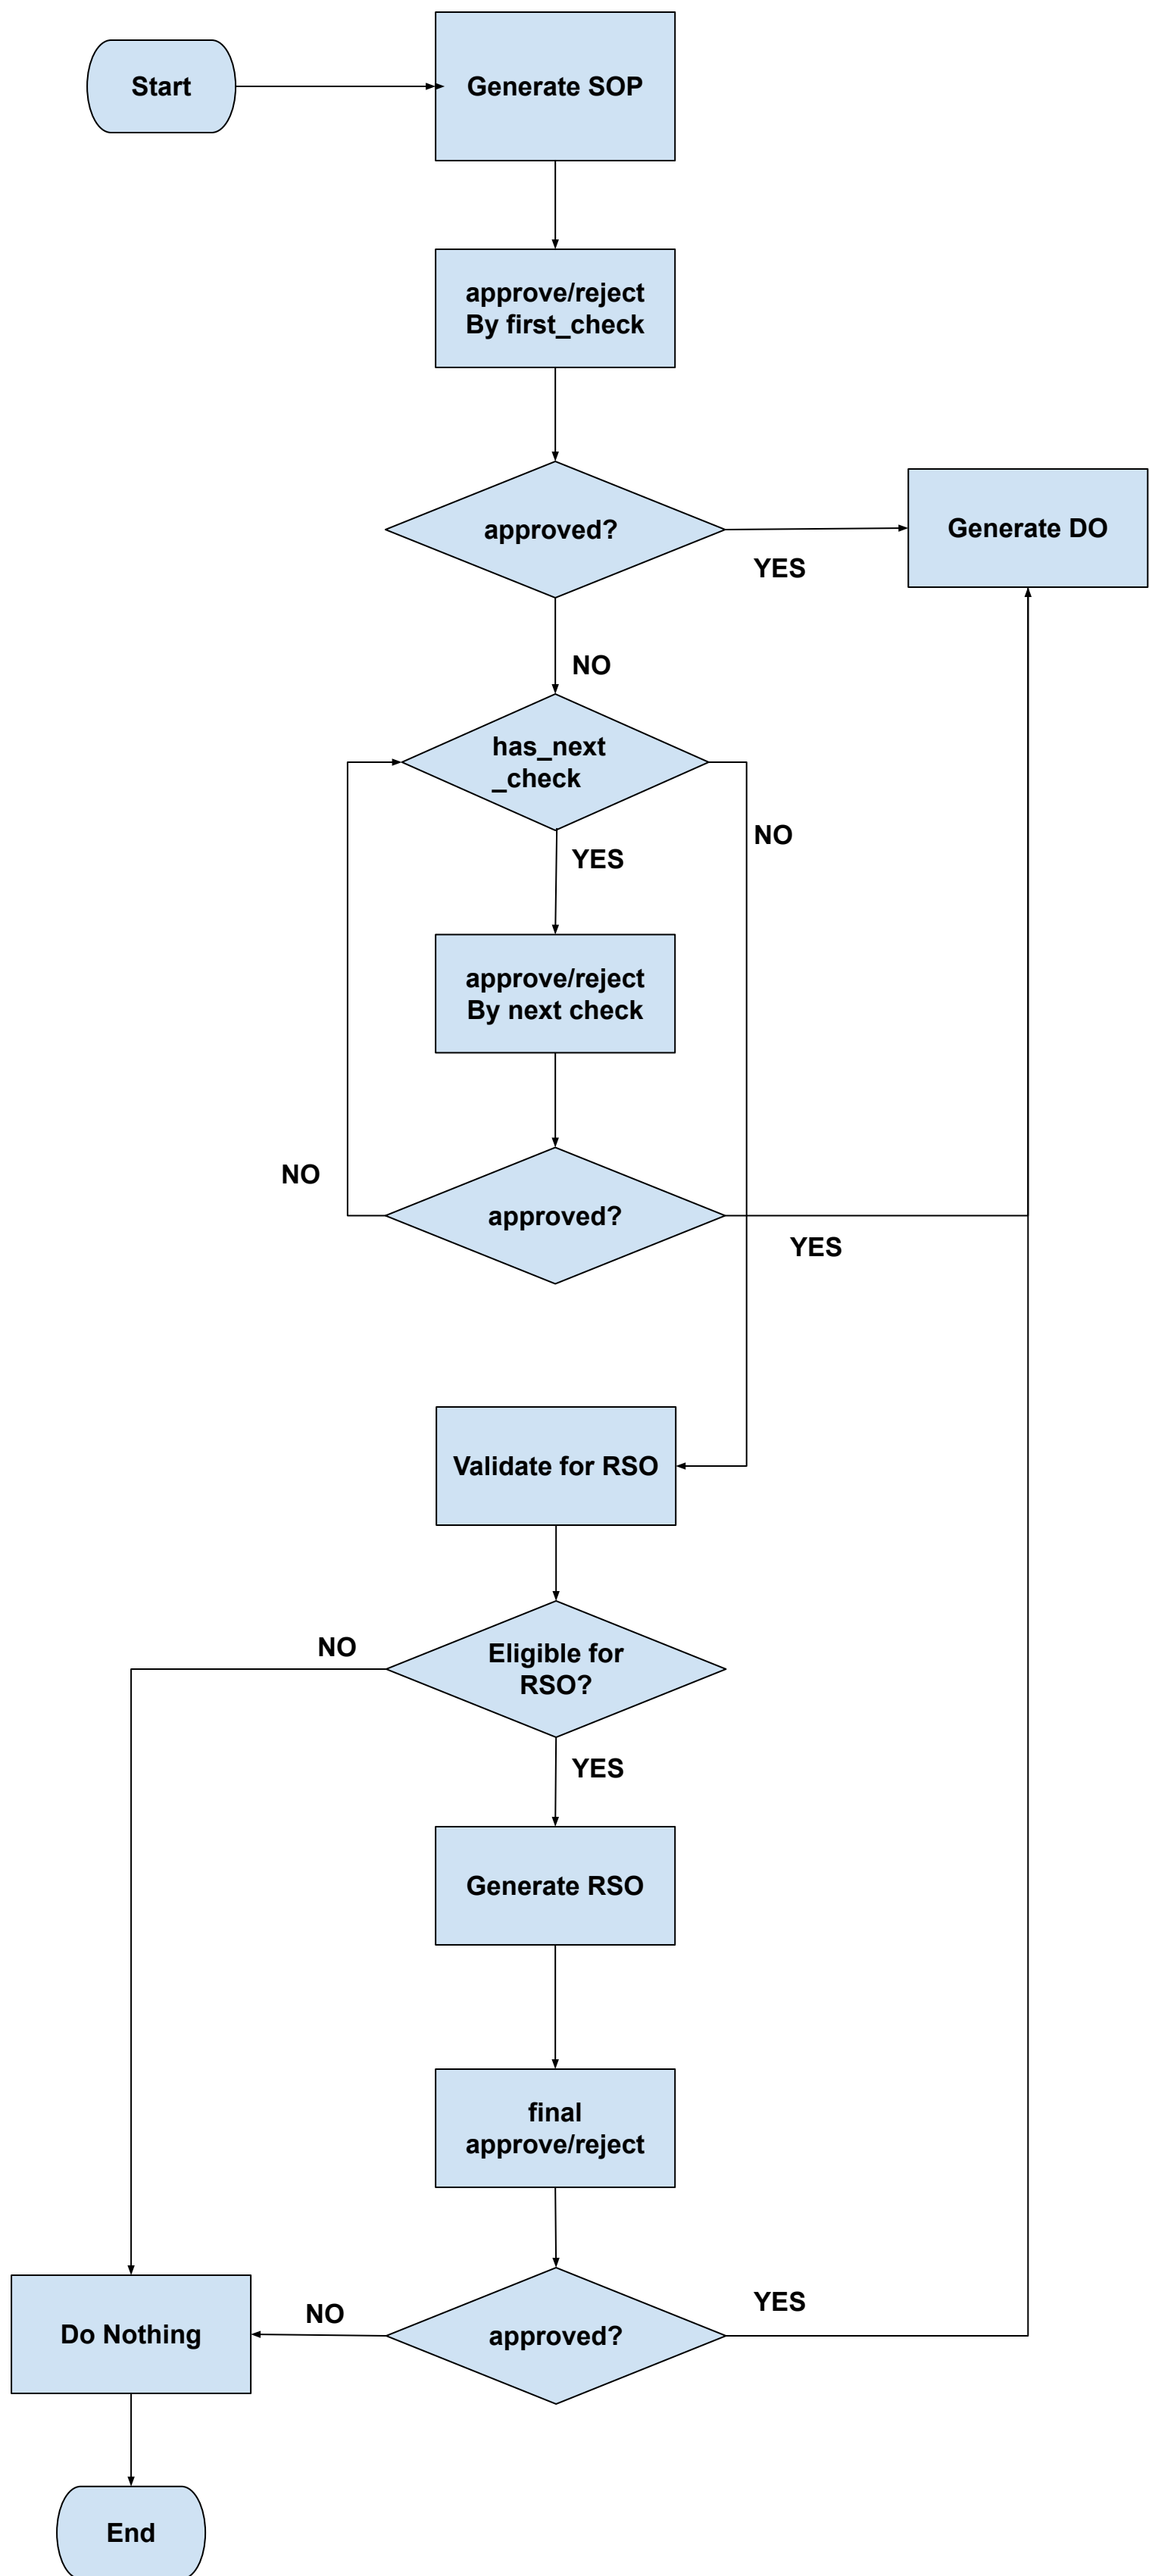 Start
Generate SOP
approve/reject
By first_check
approved?
YES
Generate DO
NO
has_next
_check
NO
YES
approve/reject
By next check
NO
approved?
YES
Validate for RSO
NO
Eligible for
RSO?
YES
Generate RSO
final
approve/reject
Do Nothing
NO
approved?
YES
End